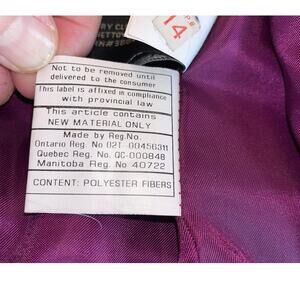 14
Not to be removed until
delivered to the consumer
This label is affixed in compliance
with provincial law
This article contains
NEW MATERIAL ONLY
Made by Reg.No.
Ontario Reg. No 02T-00456311
Quebec Reg. No. QC-000848
Manitoba Reg No 40722
CONTENT: POLYESTER FIBERS